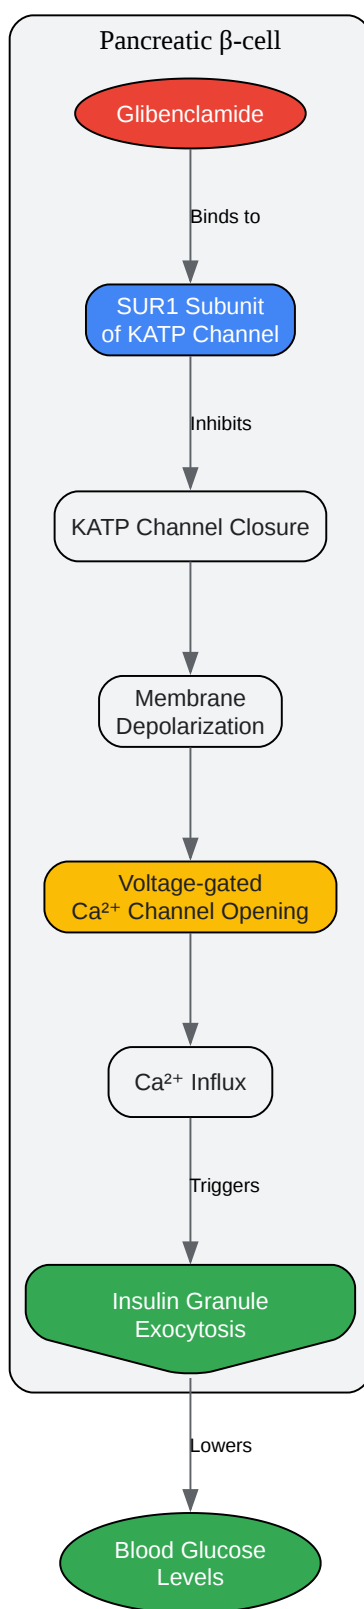 Pancreatic β-cell
Glibenclamide
Binds to
SUR1 Subunit
of KATP Channel
Inhibits
KATP Channel Closure
Membrane
Depolarization
Voltage-gated
Ca²⁺ Channel Opening
Ca²⁺ Influx
Triggers
Insulin Granule
Exocytosis
Lowers
Blood Glucose
Levels